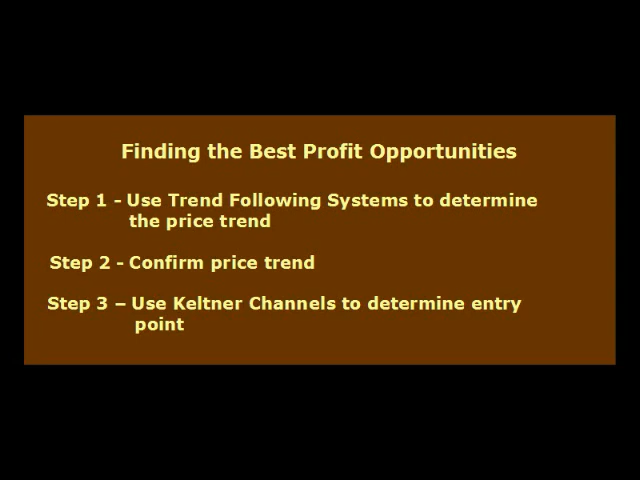 Finding the Best Profit Opportunities
Step 1 - Use Trend Following Systems to determine
the price trend
Step 2 - Confirm price trend
Step 3 – Use Keltner Channels to determine entry
point